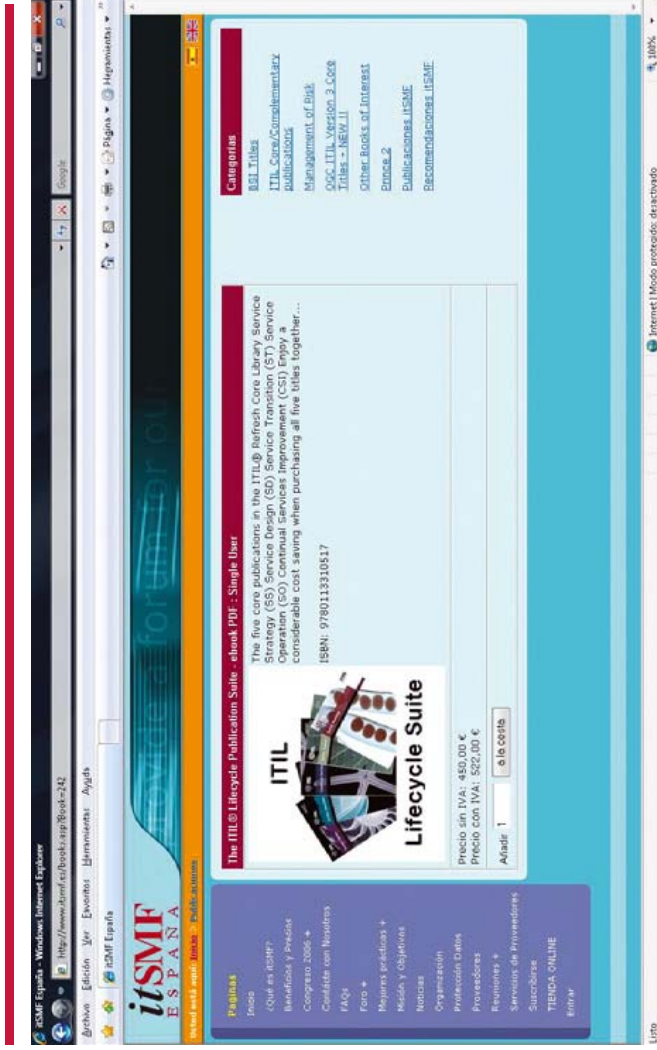 itSMF España - Windows Internet Explorer
http://www.itsmf.es/books.asp?Book=242
Google
Archivo Edición Ver Favoritos Herramientas Ayuda
itSMF España
Página Herramientas
itSMF
ESPAÑA
provide a forum for our
Usted está aquí: Inicio > Publicaciones
Paginas
Inicio
¿Qué es itSMF?
Beneficios y Precios
Congreso 2006 +
Contácte con Nosotros
FAQs
Foro +
Mejores prácticas +
Misión y Objetivos
Noticias
Organización
Protección Datos
Proveedores
Reuniones +
Servicios de Proveedores
Suscribirse
TIENDA ONLINE
Entrar
The ITIL® Lifecycle Publication Suite - ebook PDF : Single User
ITIL
Lifecycle Suite
The five core publications in the ITIL® Refresh Core Library Service
Strategy (SS) Service Design (SD) Service Transition (ST) Service
Operation (SO) Continual Services Improvement (CSI) Enjoy a
considerable cost saving when purchasing all five titles together...
ISBN: 9780113310517
Precio sin IVA: 450,00 €
Precio con IVA: 522,00 €
Añadir 1 a la cesta
Categorías
BSI Titles
ITIL Core/Complementary
publications
Management of Risk
OGC ITIL Version 3 Core
Titles - NEW !!
Other Books of Interest
Prince 2
Publicaciones itSMF
Recomendaciones itSMF
Listo
Internet | Modo protegido: desactivado
100%